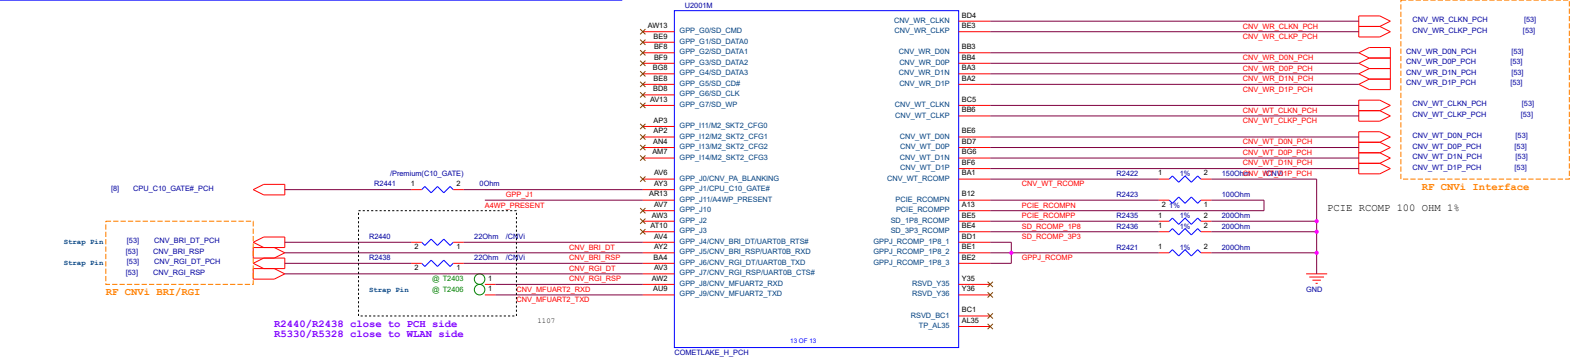 U2001M
AW13 GPP_G0/SD_CMD
BE9 GPP_G1/SD_DATA0
BF8 GPP_G2/SD_DATA1
BF9 GPP_G3/SD_DATA2
BG8 GPP_G4/SD_DATA3
BE8 GPP_G5/SD_CD#
BD8 GPP_G6/SD_CLK
AV13 GPP_G7/SD_WP
AP3 GPP_I11/M2_SKT2_CFG0
AP2 GPP_I12/M2_SKT2_CFG1
AN4 GPP_I13/M2_SKT2_CFG2
AM7 GPP_I14/M2_SKT2_CFG3
AV6 GPP_J0/CNV_PA_BLANKING
/Premium(C10_GATE)
[8] CPU_C10_GATE#_PCH R2441 1 2 0Ohm GPP_J1 AY3 GPP_J1/CPU_C10_GATE#
A4WP_PRESENT AR13 GPP_J11/A4WP_PRESENT
AV7 GPP_J10
AW3 GPP_J2
AT10 GPP_J3
Strap Pin [53] CNV_BRI_DT_PCH R2440 2 1 22Ohm /CNVi CNV_BRI_DT AV4 GPP_J4/CNV_BRI_DT/UART0B_RTS#
[53] CNV_BRI_RSP CNV_BRI_RSP AY2 GPP_J5/CNV_BRI_RSP/UART0B_RXD
Strap Pin [53] CNV_RGI_DT_PCH R2438 2 1 22Ohm /CNVi CNV_RGI_DT BA4 GPP_J6/CNV_RGI_DT/UART0B_TXD
[53] CNV_RGI_RSP CNV_RGI_RSP AV3 GPP_J7/CNV_RGI_RSP/UART0B_CTS#
@ T2403 1 CNV_MFUART2_RXD AW2 GPP_J8/CNV_MFUART2_RXD
Strap Pin @ T2406 1 CNV_MFUART2_TXD AU9 GPP_J9/CNV_MFUART2_TXD
RF CNVi BRI/RGI
R2440/R2438 close to PCH side
R5330/R5328 close to WLAN side
1107
CNV_WR_CLKN BD4 CNV_WR_CLKN_PCH CNV_WR_CLKN_PCH [53]
CNV_WR_CLKP BE3 CNV_WR_CLKP_PCH CNV_WR_CLKP_PCH [53]
CNV_WR_D0N BB3 CNV_WR_D0N_PCH CNV_WR_D0N_PCH [53]
CNV_WR_D0P BB4 CNV_WR_D0P_PCH CNV_WR_D0P_PCH [53]
CNV_WR_D1N BA3 CNV_WR_D1N_PCH CNV_WR_D1N_PCH [53]
CNV_WR_D1P BA2 CNV_WR_D1P_PCH CNV_WR_D1P_PCH [53]
CNV_WT_CLKN BC5 CNV_WT_CLKN_PCH CNV_WT_CLKN_PCH [53]
CNV_WT_CLKP BB6 CNV_WT_CLKP_PCH CNV_WT_CLKP_PCH [53]
CNV_WT_D0N BE6 CNV_WT_D0N_PCH CNV_WT_D0N_PCH [53]
CNV_WT_D0P BD7 CNV_WT_D0P_PCH CNV_WT_D0P_PCH [53]
CNV_WT_D1N BG6 CNV_WT_D1N_PCH CNV_WT_D1N_PCH [53]
CNV_WT_D1P BF6 CNV_WT_D1P_PCH CNV_WT_D1P_PCH [53]
RF CNVi Interface
CNV_WT_RCOMP BA1 CNV_WT_RCOMP R2422 1 1% 2 150Ohm /CNVi
PCIE_RCOMPN B12 PCIE_RCOMPN R2423 2 1% 1 100Ohm
PCIE RCOMP 100 OHM 1%
PCIE_RCOMPP A13 PCIE_RCOMPP
SD_1P8_RCOMP BE5 SD_RCOMP_1P8 R2435 1 1% 2 200Ohm
SD_3P3_RCOMP BE4 SD_RCOMP_3P3 R2436 1 1% 2 200Ohm
GPPJ_RCOMP_1P8_1 BD1
GPPJ_RCOMP_1P8_2 BE1 GPPJ_RCOMP R2421 1 1% 2 200Ohm
GPPJ_RCOMP_1P8_3 BE2
RSVD_Y35 Y35
RSVD_Y36 Y36
GND
RSVD_BC1 BC1
TP_AL35 AL35
13 OF 13
COMETLAKE_H_PCH